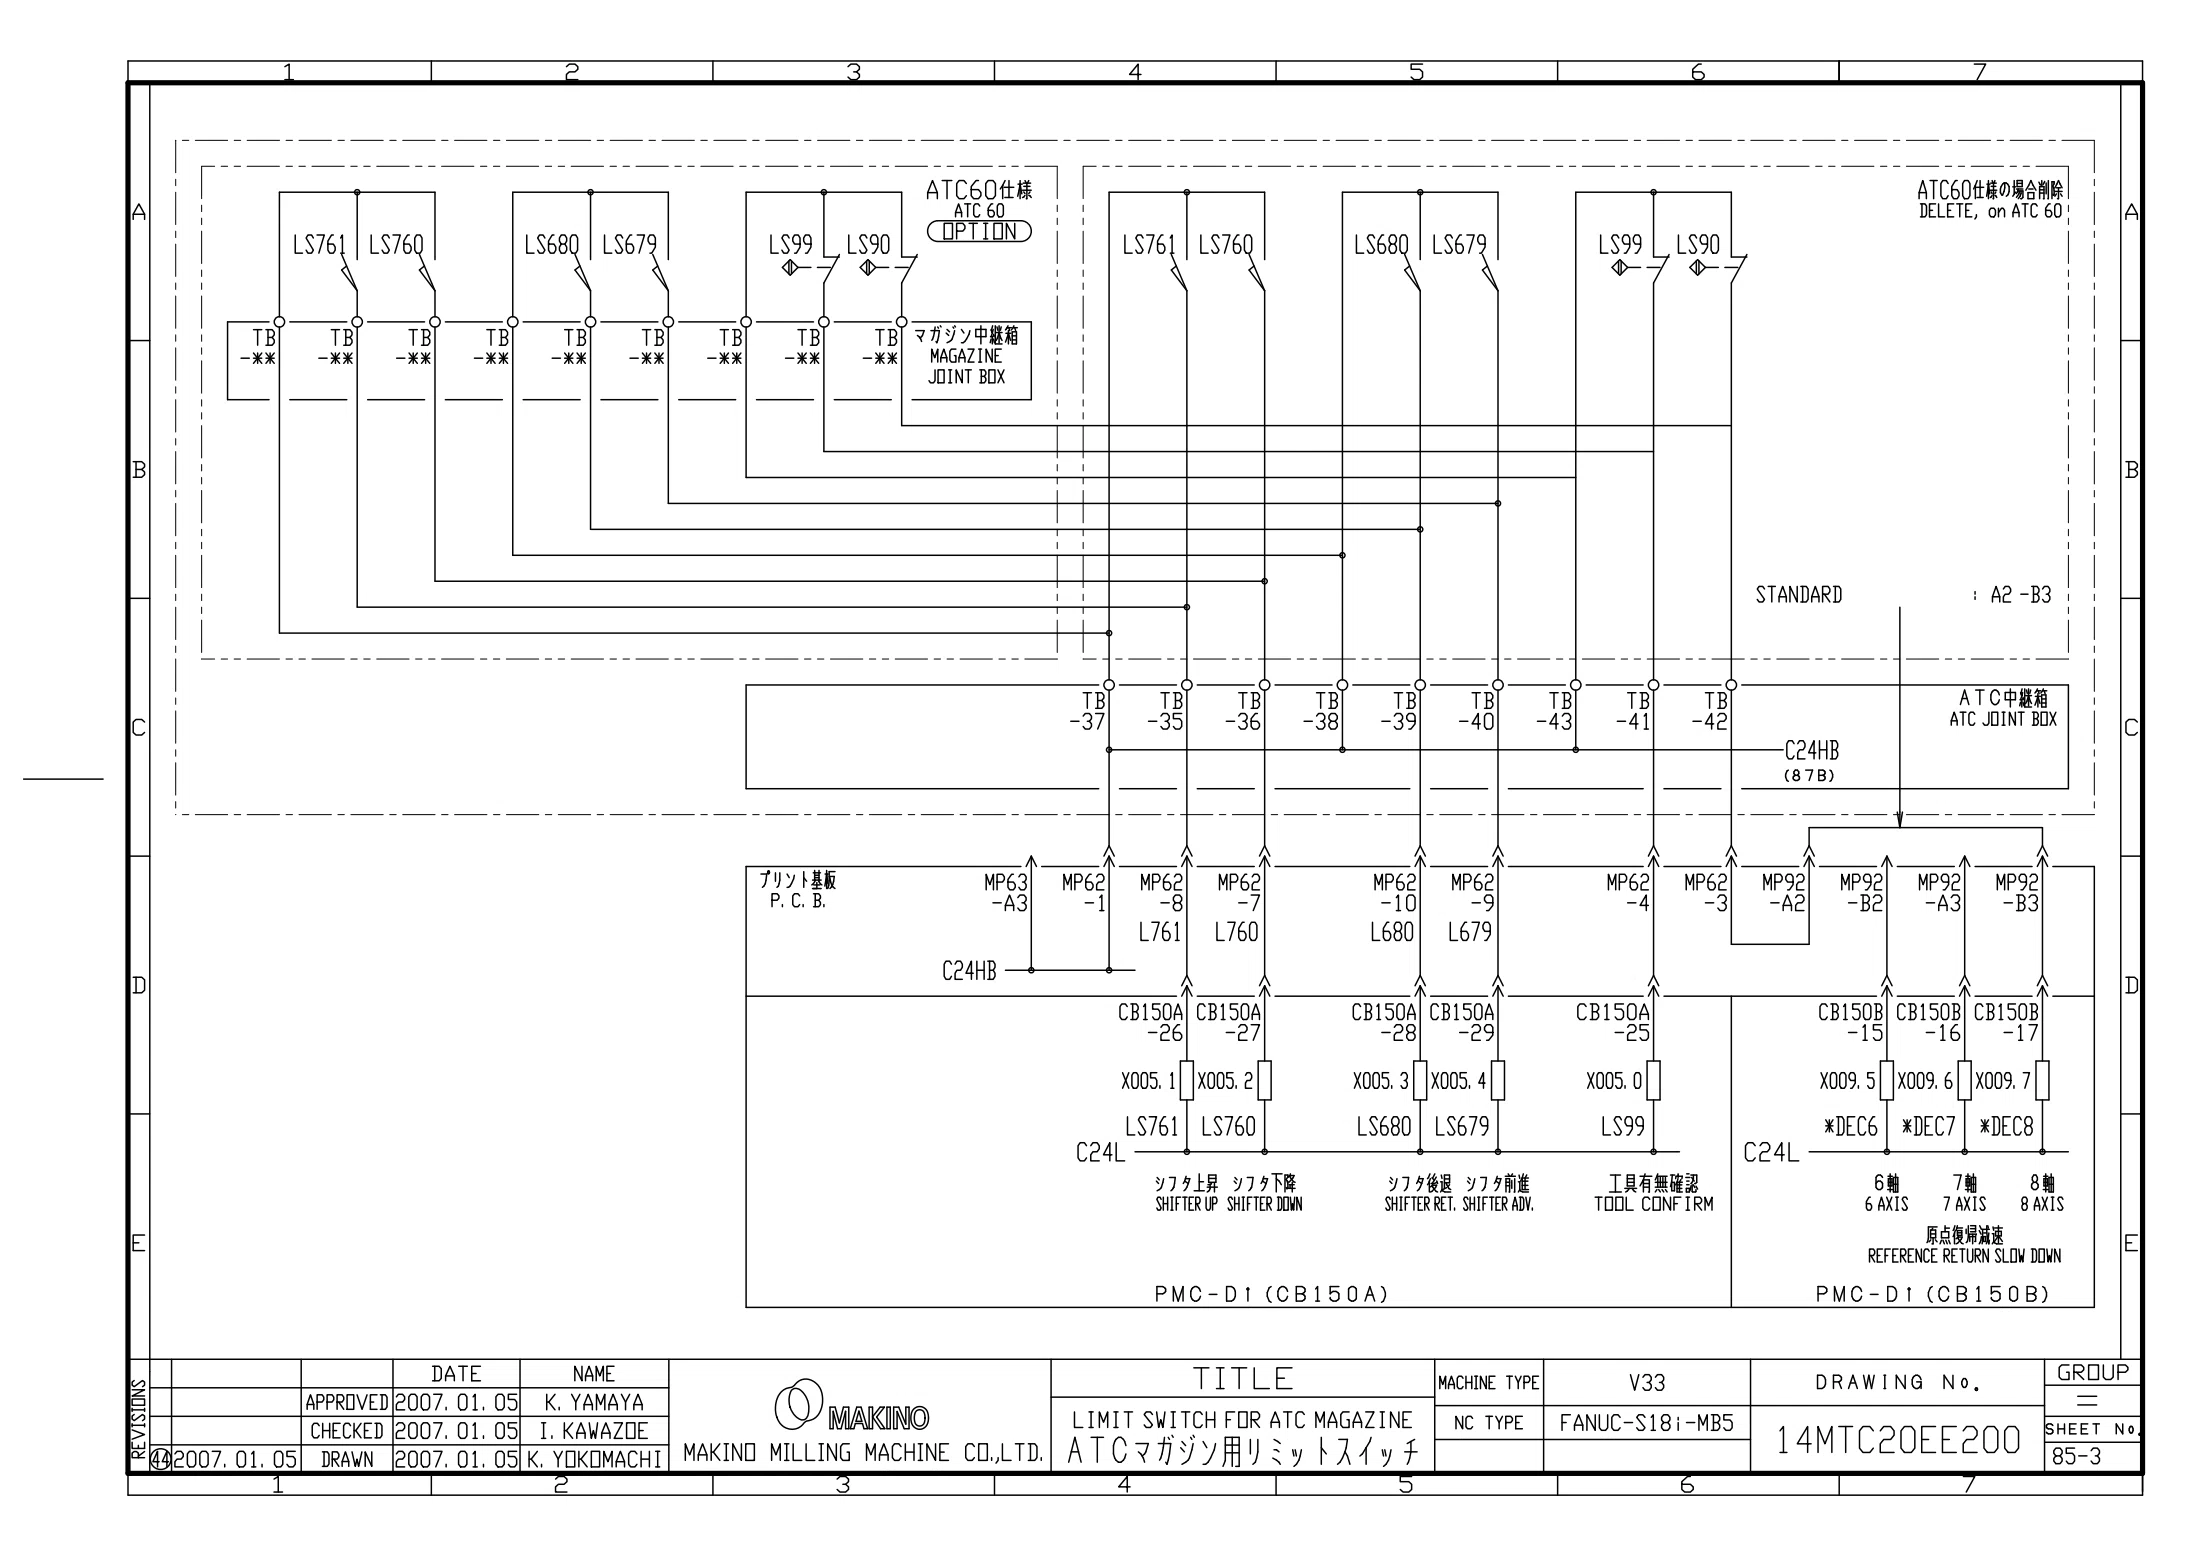 1 2 3 4 5 6 7
A A
ATC60仕様
ATC 60
OPTION
ATC60仕様の場合削除
DELETE, on ATC 60
LS761 LS760 LS680 LS679 LS99 LS90 LS761 LS760 LS680 LS679 LS99 LS90
TB TB TB TB TB TB TB TB TB
-** -** -** -** -** -** -** -** -**
マガジン中継箱
MAGAZINE
JOINT BOX
B B
STANDARD : A2-B3
TB TB TB TB TB TB TB TB TB
-37 -35 -36 -38 -39 -40 -43 -41 -42
ATC中継箱
ATC JOINT BOX
C C
C24HB
(87B)
プリント基板
P. C. B.
MP63 MP62 MP62 MP62 MP62 MP62 MP62 MP62 MP92 MP92 MP92 MP92
-A3 -1 -8 -7 -10 -9 -4 -3 -A2 -B2 -A3 -B3
L761 L760 L680 L679
C24HB
D D
CB150A CB150A CB150A CB150A CB150A CB150B CB150B CB150B
-26 -27 -28 -29 -25 -15 -16 -17
X005.1 X005.2 X005.3 X005.4 X005.0 X009.5 X009.6 X009.7
LS761 LS760 LS680 LS679 LS99 *DEC6 *DEC7 *DEC8
C24L C24L
シフタ上昇 シフタ下降 シフタ後退 シフタ前進 工具有無確認 6軸 7軸 8軸
SHIFTER UP SHIFTER DOWN SHIFTER RET. SHIFTER ADV. TOOL CONFIRM 6 AXIS 7 AXIS 8 AXIS
原点復帰減速
REFERENCE RETURN SLOW DOWN
E E
PMC-DI (CB150A) PMC-DI (CB150B)
REVISIONS
44 2007.01.05
DATE NAME
APPROVED 2007.01.05 K. YAMAYA
CHECKED 2007.01.05 I. KAWAZOE
DRAWN 2007.01.05 K. YOKOMACHI
MAKINO
MAKINO MILLING MACHINE CO.,LTD.
TITLE
LIMIT SWITCH FOR ATC MAGAZINE
ATCマガジン用リミットスイッチ
MACHINE TYPE V33
NC TYPE FANUC-S18i-MB5
DRAWING No.
14MTC20EE200
GROUP
=
SHEET No.
85-3
1 2 3 4 5 6 7